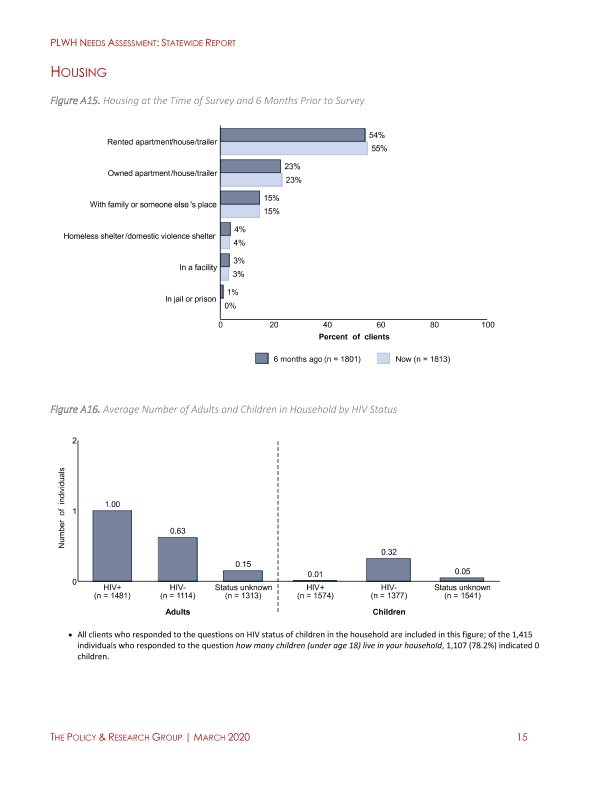 PLWH NEEDS ASSESSMENT: STATEWIDE REPORT
HOUSING
Figure A15. Housing at the Time of Survey and 6 Months Prior to Survey
Rented apartment/house/trailer
54%
55%
Owned apartment/house/trailer
23%
23%
With family or someone else's place
15%
15%
Homeless shelter/domestic violence shelter
4%
4%
In a facility
3%
3%
In jail or prison
1%
0%
0 20 40 60 80 100
Percent of clients
6 months ago (n = 1801) Now (n = 1813)
Figure A16. Average Number of Adults and Children in Household by HIV Status
Number of individuals
2
1
0
1.00
0.63
0.15
0.01
0.32
0.05
HIV+ HIV- Status unknown HIV+ HIV- Status unknown
(n = 1481) (n = 1114) (n = 1313) (n = 1574) (n = 1377) (n = 1541)
Adults Children
• All clients who responded to the questions on HIV status of children in the household are included in this figure; of the 1,415
individuals who responded to the question how many children (under age 18) live in your household, 1,107 (78.2%) indicated 0
children.
THE POLICY & RESEARCH GROUP | MARCH 2020 15